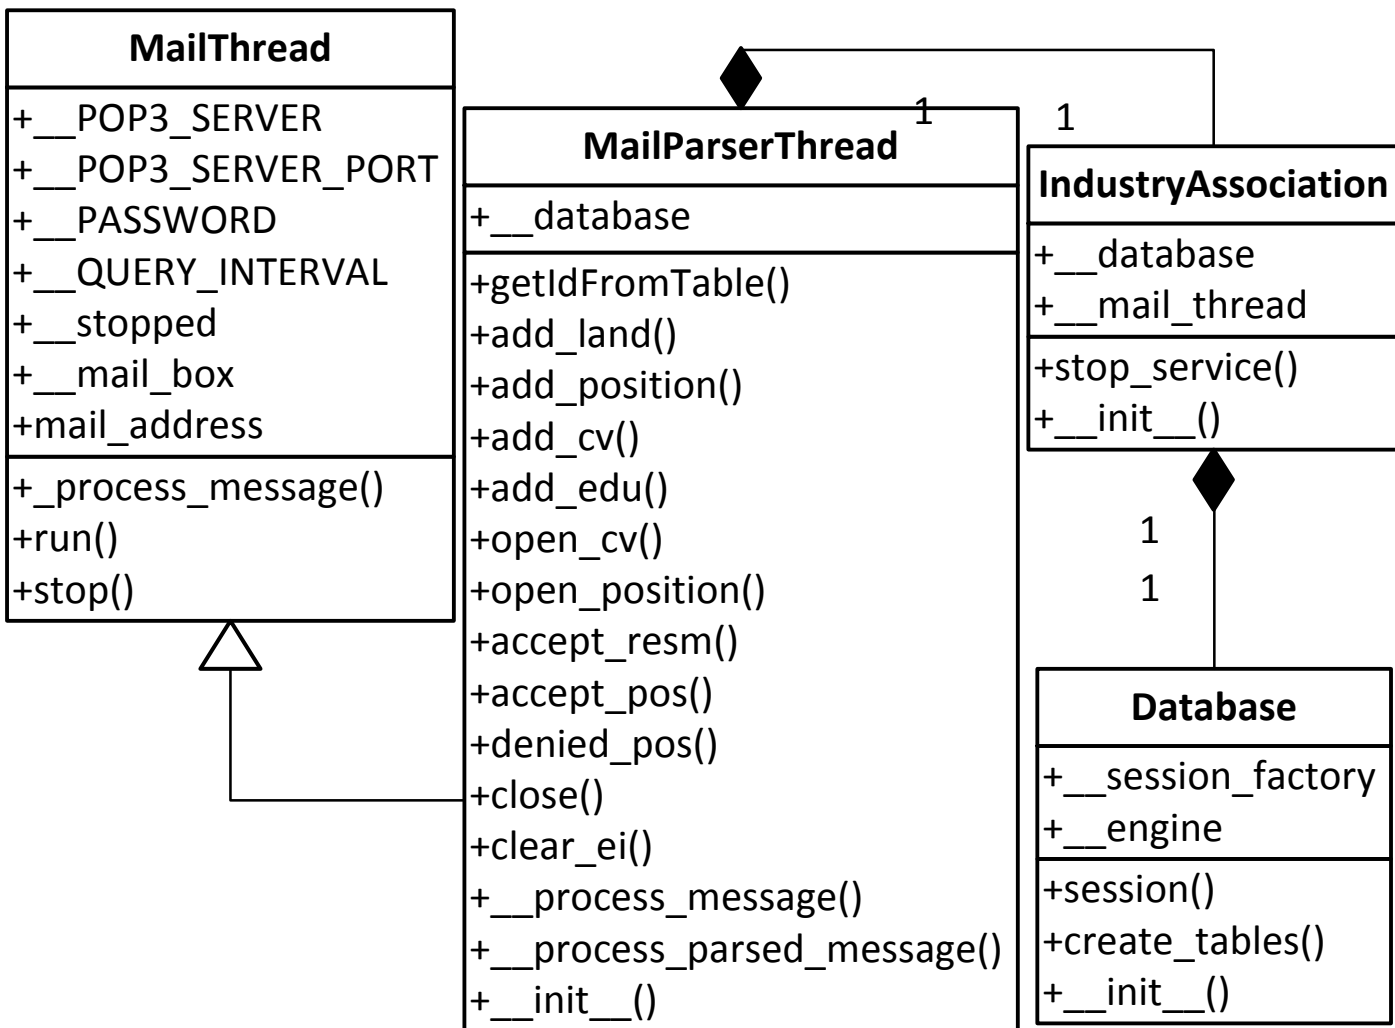 MailThread
+__POP3_SERVER
+__POP3_SERVER_PORT
+__PASSWORD
+__QUERY_INTERVAL
+__stopped
+__mail_box
+mail_address
+_process_message()
+run()
+stop()
1
MailParserThread
+__database
+getIdFromTable()
+add_land()
+add_position()
+add_cv()
+add_edu()
+open_cv()
+open_position()
+accept_resm()
+accept_pos()
+denied_pos()
+close()
+clear_ei()
+__process_message()
+__process_parsed_message()
+__init__()
1
IndustryAssociation
+__database
+__mail_thread
+stop_service()
+__init__()
1
1
Database
+__session_factory
+__engine
+session()
+create_tables()
+__init__()